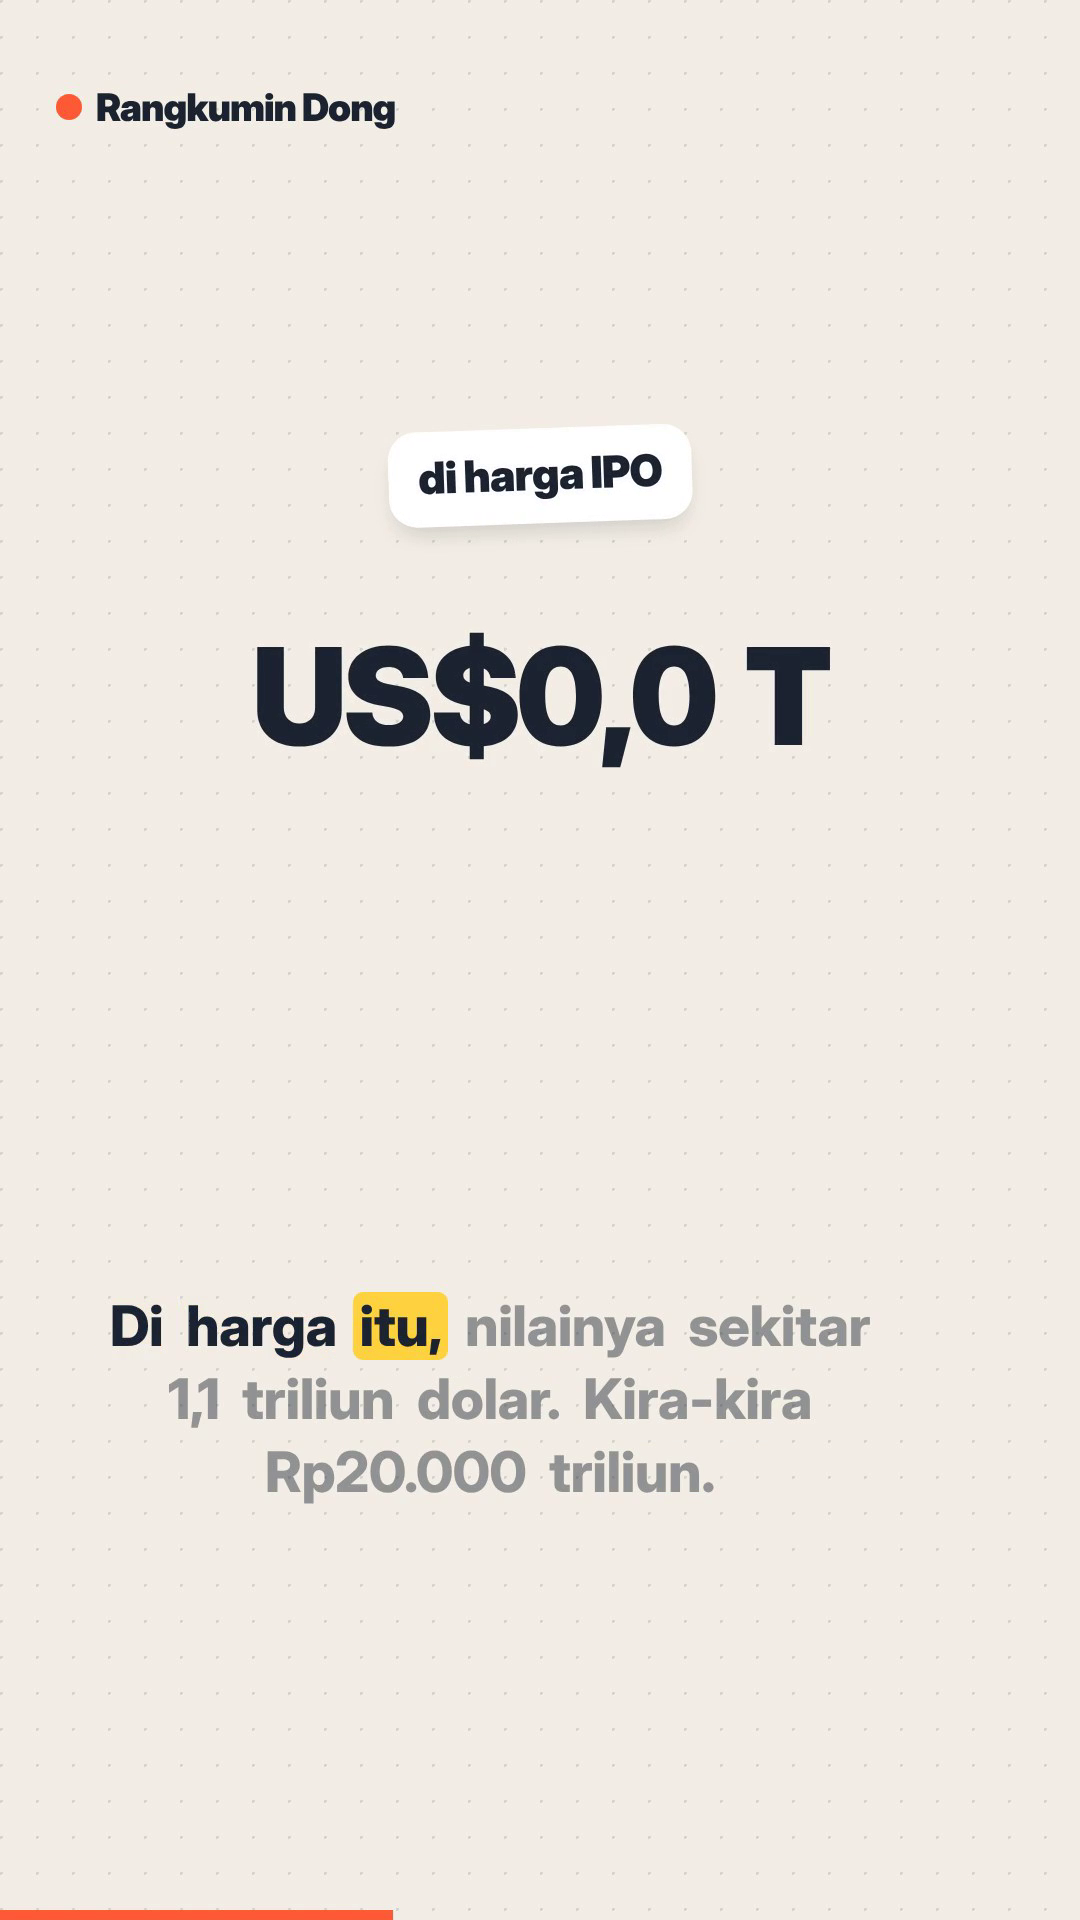 Rangkumin Dong
di harga IPO
US$0,0 T
Di harga itu, nilainya sekitar
1,1 triliun dolar. Kira-kira
Rp20.000 triliun.